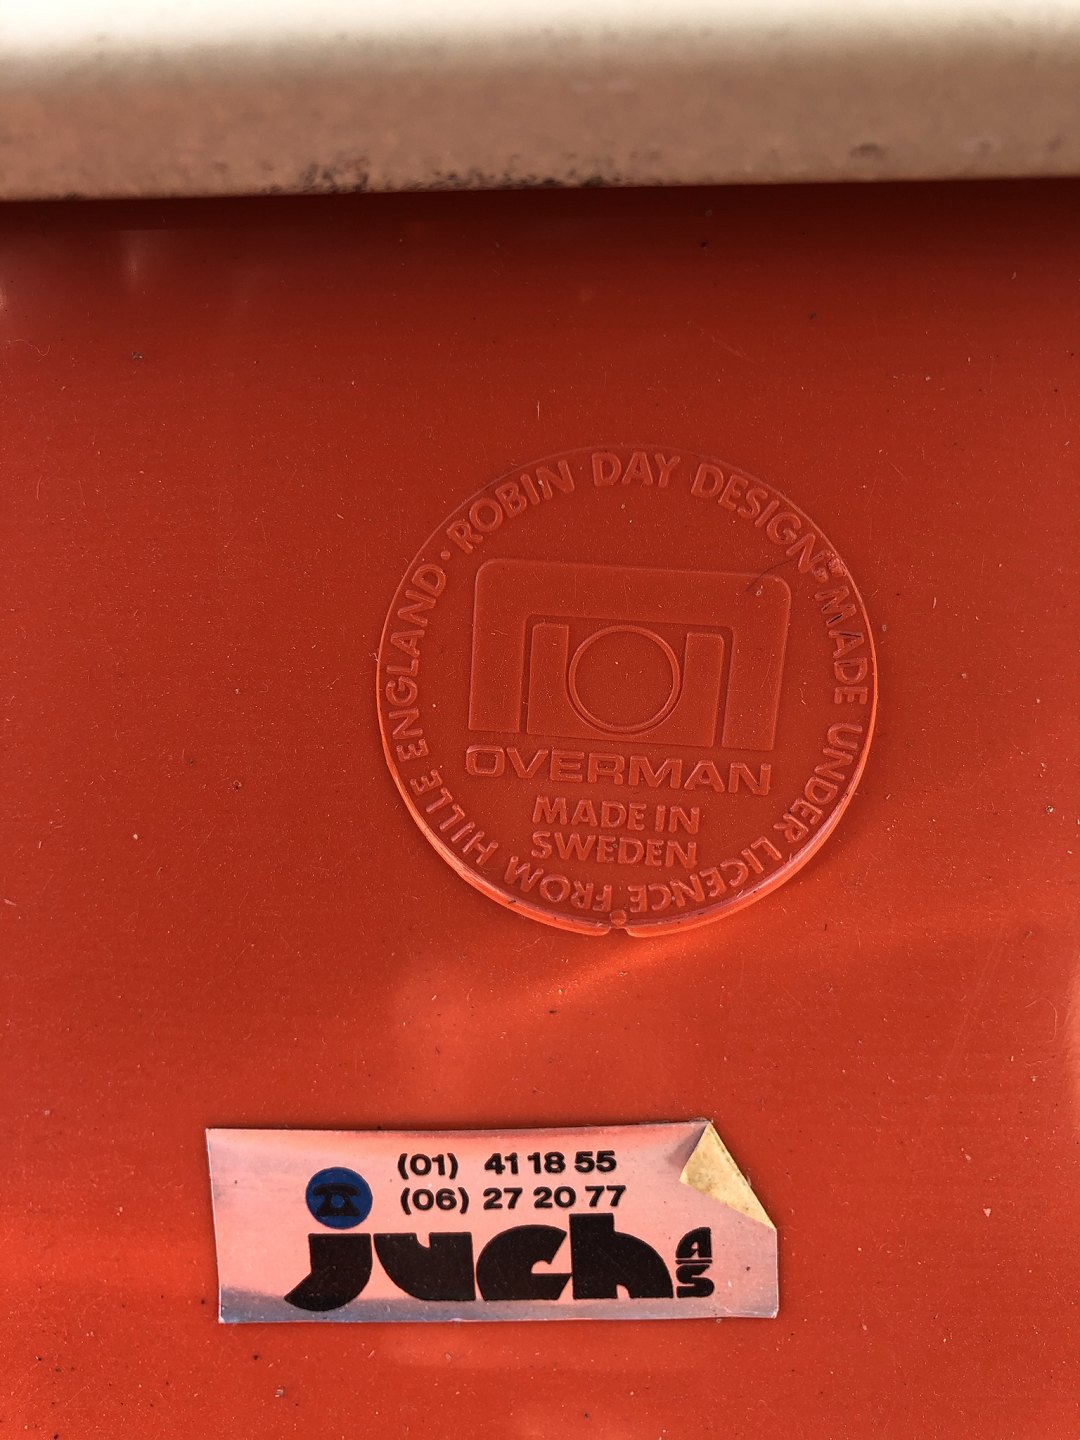 ROBIN DAY DESIGN · MADE UNDER LICENCE FROM HILLE ENGLAND ·
OVERMAN
MADE IN
SWEDEN
(01) 41 18 55
(06) 27 20 77
juch A/S